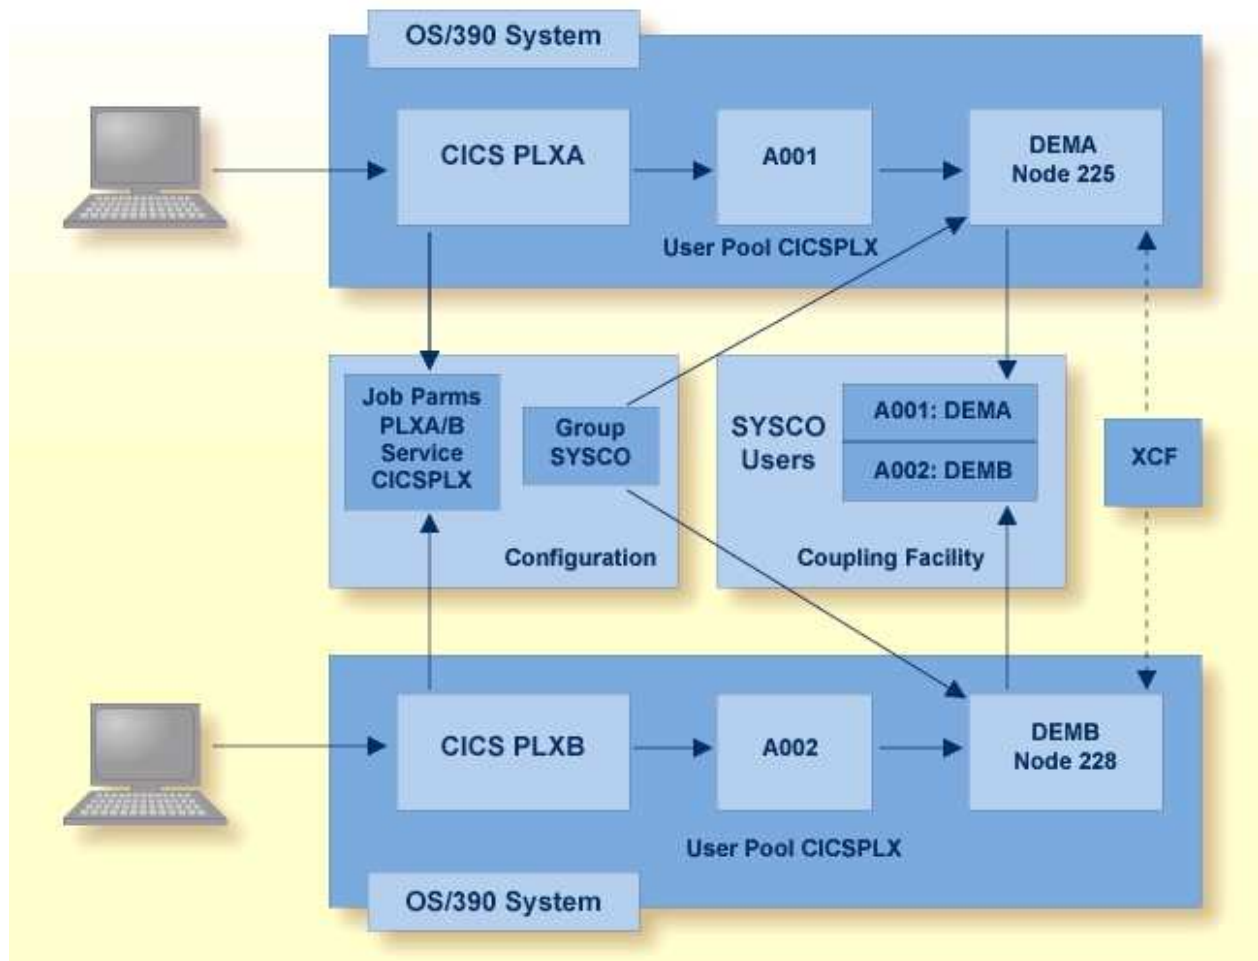 OS/390 System
CICS PLXA
A001
DEMA
Node 225
User Pool CICSPLX
Job Parms
PLXA/B
Service
CICSPLX
Group
SYSCO
Configuration
SYSCO
Users
A001: DEMA
A002: DEMB
Coupling Facility
XCF
CICS PLXB
A002
DEMB
Node 228
User Pool CICSPLX
OS/390 System